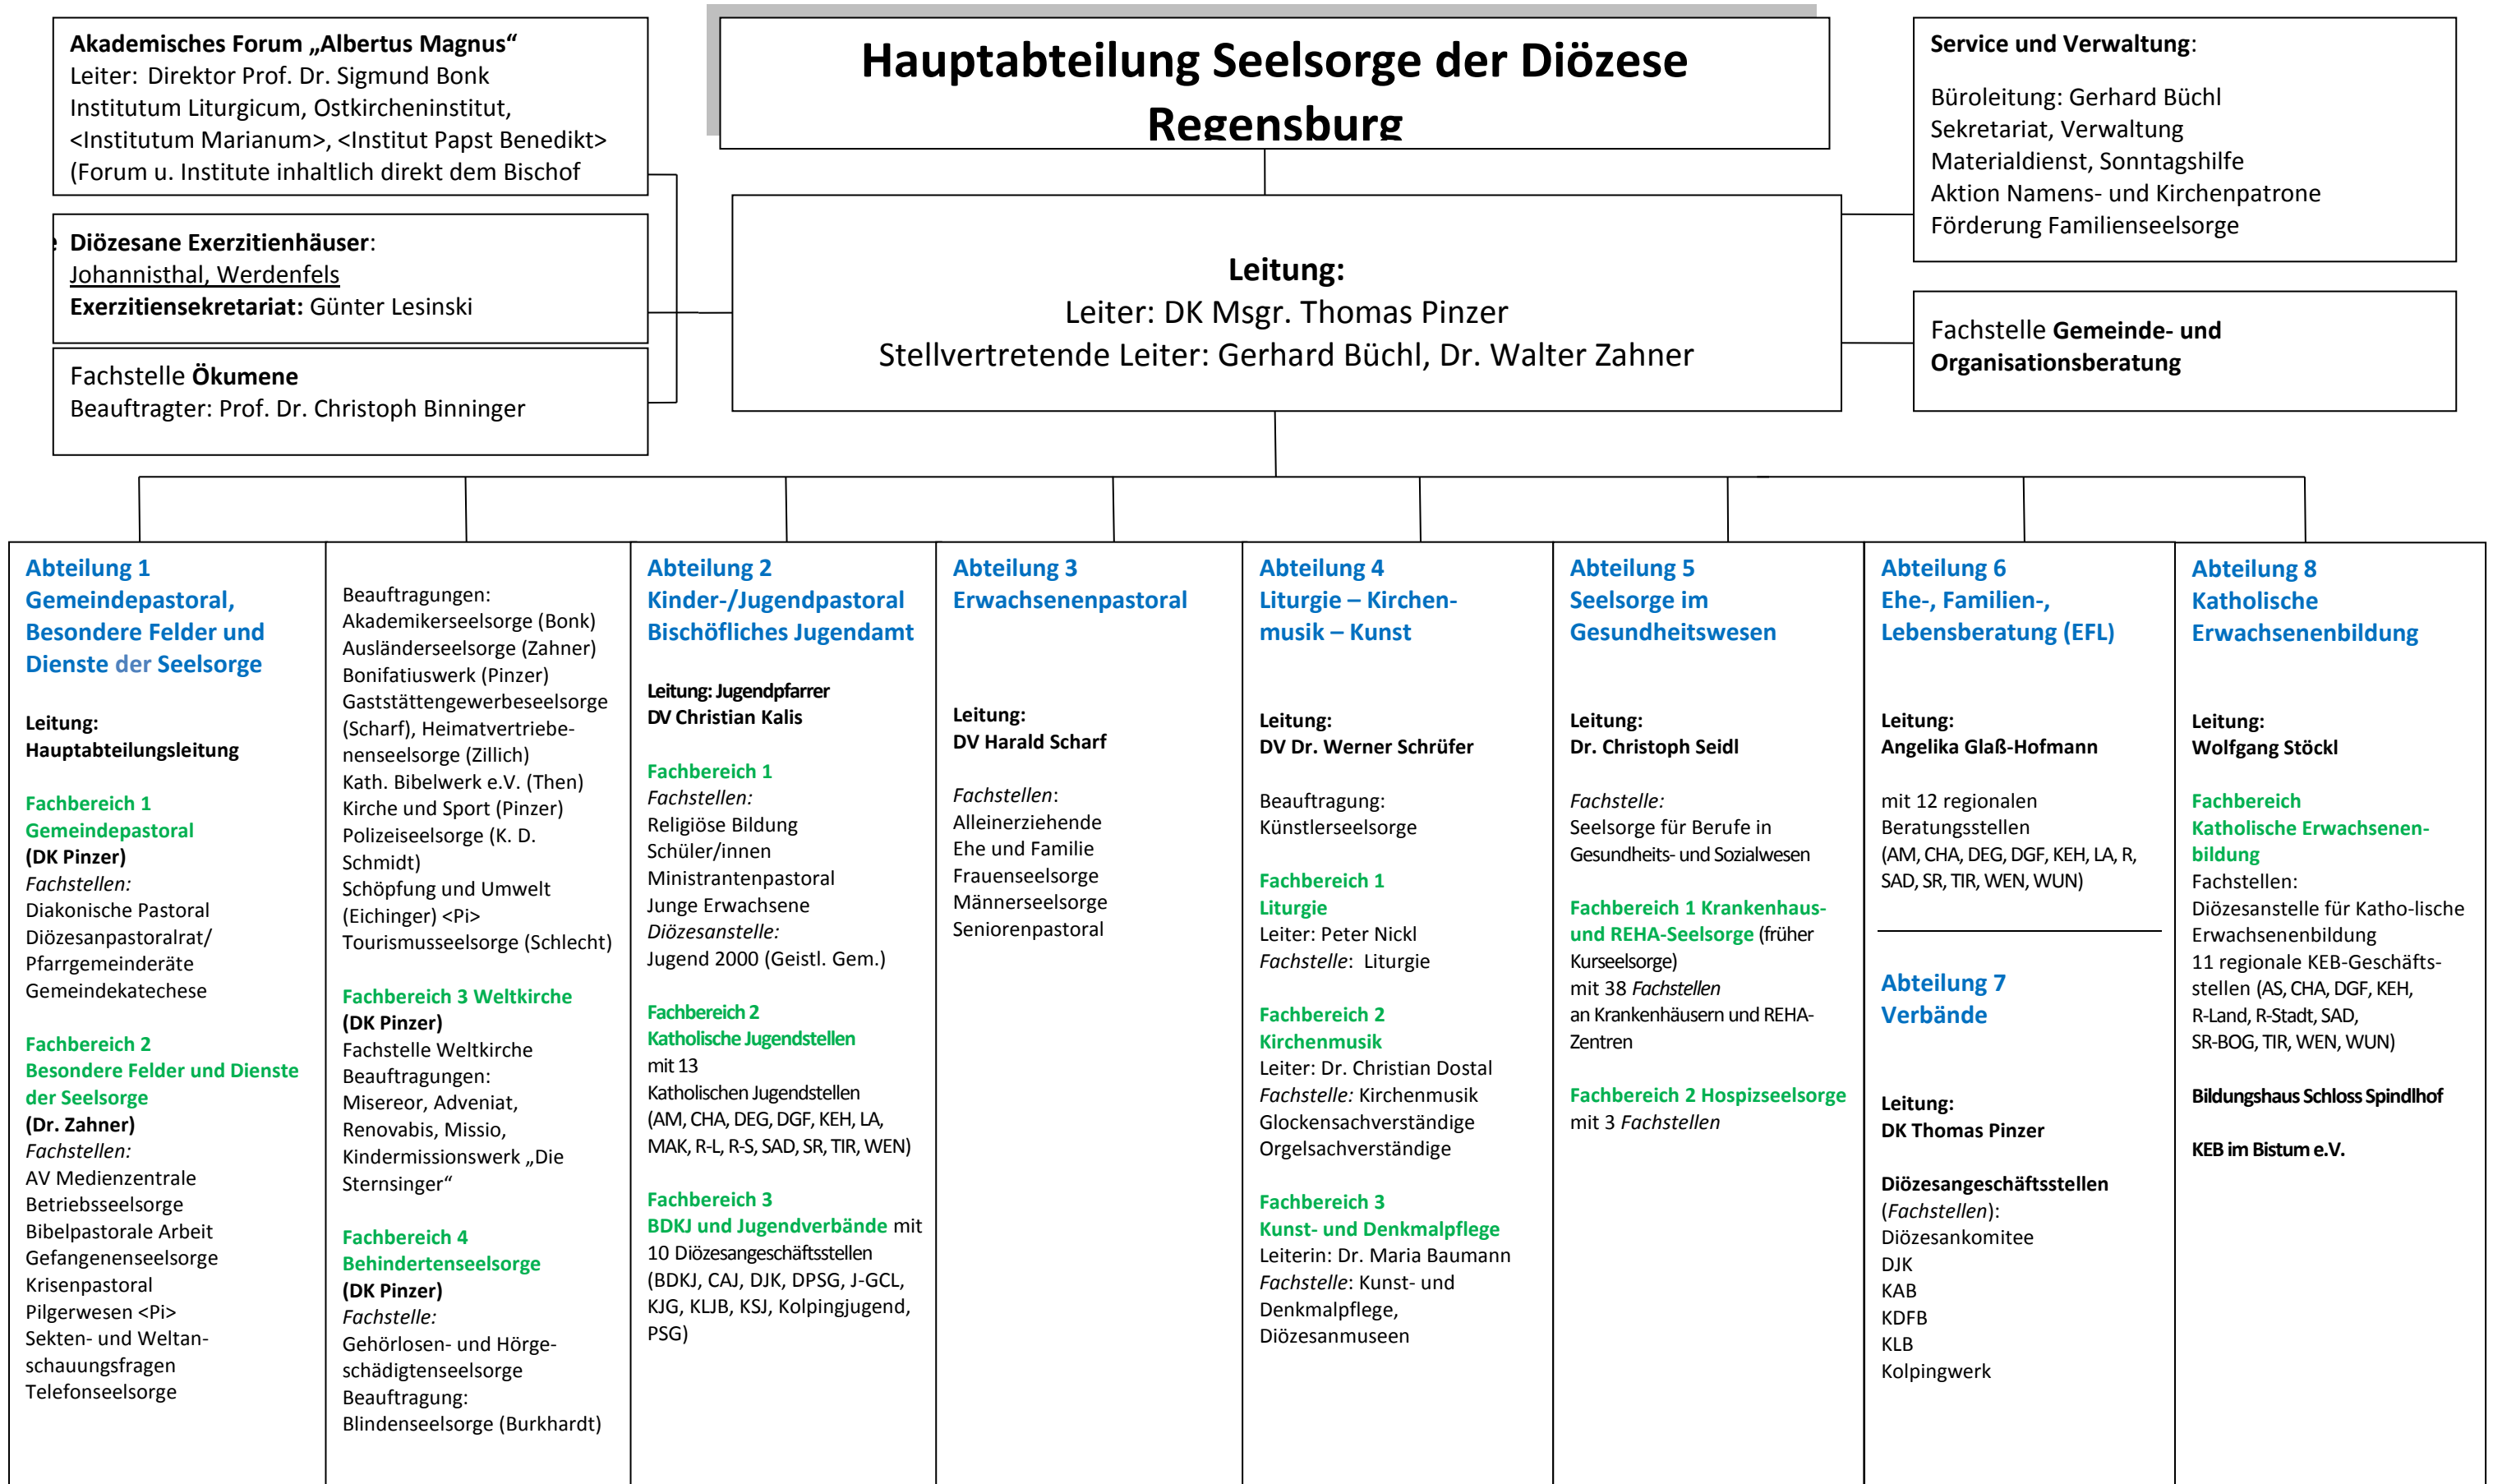 Akademisches Forum „Albertus Magnus“
Leiter: Direktor Prof. Dr. Sigmund Bonk
Institutum Liturgicum, Ostkircheninstitut,
<Institutum Marianum>, <Institut Papst Benedikt>
(Forum u. Institute inhaltlich direkt dem Bischof
Diözesane Exerzitienhäuser:
Johannisthal, Werdenfels
Exerzitiensekretariat: Günter Lesinski
Fachstelle Ökumene
Beauftragter: Prof. Dr. Christoph Binninger
Hauptabteilung Seelsorge der Diözese
Regensburg
Leitung:
Leiter: DK Msgr. Thomas Pinzer
Stellvertretende Leiter: Gerhard Büchl, Dr. Walter Zahner
Service und Verwaltung:
Büroleitung: Gerhard Büchl
Sekretariat, Verwaltung
Materialdienst, Sonntagshilfe
Aktion Namens- und Kirchenpatrone
Förderung Familienseelsorge
Fachstelle Gemeinde- und
Organisationsberatung
Abteilung 1
Gemeindepastoral,
Besondere Felder und
Dienste der Seelsorge
Leitung:
Hauptabteilungsleitung
Fachbereich 1
Gemeindepastoral
(DK Pinzer)
Fachstellen:
Diakonische Pastoral
Diözesanpastoralrat/
Pfarrgemeinderäte
Gemeindekatechese
Fachbereich 2
Besondere Felder und Dienste
der Seelsorge
(Dr. Zahner)
Fachstellen:
AV Medienzentrale
Betriebsseelsorge
Bibelpastorale Arbeit
Gefangenenseelsorge
Krisenpastoral
Pilgerwesen <Pi>
Sekten- und Weltan-
schauungsfragen
Telefonseelsorge
Beauftragungen:
Akademikerseelsorge (Bonk)
Ausländerseelsorge (Zahner)
Bonifatiuswerk (Pinzer)
Gaststättengewerbeseelsorge
(Scharf), Heimatvertriebe-
nenseelsorge (Zillich)
Kath. Bibelwerk e.V. (Then)
Kirche und Sport (Pinzer)
Polizeiseelsorge (K. D.
Schmidt)
Schöpfung und Umwelt
(Eichinger) <Pi>
Tourismusseelsorge (Schlecht)
Fachbereich 3 Weltkirche
(DK Pinzer)
Fachstelle Weltkirche
Beauftragungen:
Misereor, Adveniat,
Renovabis, Missio,
Kindermissionswerk „Die
Sternsinger“
Fachbereich 4
Behindertenseelsorge
(DK Pinzer)
Fachstelle:
Gehörlosen- und Hörge-
schädigtenseelsorge
Beauftragung:
Blindenseelsorge (Burkhardt)
Abteilung 2
Kinder-/Jugendpastoral
Bischöfliches Jugendamt
Leitung: Jugendpfarrer
DV Christian Kalis
Fachbereich 1
Fachstellen:
Religiöse Bildung
Schüler/innen
Ministrantenpastoral
Junge Erwachsene
Diözesanstelle:
Jugend 2000 (Geistl. Gem.)
Fachbereich 2
Katholische Jugendstellen
mit 13
Katholischen Jugendstellen
(AM, CHA, DEG, DGF, KEH, LA,
MAK, R-L, R-S, SAD, SR, TIR, WEN)
Fachbereich 3
BDKJ und Jugendverbände mit
10 Diözesangeschäftsstellen
(BDKJ, CAJ, DJK, DPSG, J-GCL,
KJG, KLJB, KSJ, Kolpingjugend,
PSG)
Abteilung 3
Erwachsenenpastoral
Leitung:
DV Harald Scharf
Fachstellen:
Alleinerziehende
Ehe und Familie
Frauenseelsorge
Männerseelsorge
Seniorenpastoral
Abteilung 4
Liturgie – Kirchen-
musik – Kunst
Leitung:
DV Dr. Werner Schrüfer
Beauftragung:
Künstlerseelsorge
Fachbereich 1
Liturgie
Leiter: Peter Nickl
Fachstelle: Liturgie
Fachbereich 2
Kirchenmusik
Leiter: Dr. Christian Dostal
Fachstelle: Kirchenmusik
Glockensachverständige
Orgelsachverständige
Fachbereich 3
Kunst- und Denkmalpflege
Leiterin: Dr. Maria Baumann
Fachstelle: Kunst- und
Denkmalpflege,
Diözesanmuseen
Abteilung 5
Seelsorge im
Gesundheitswesen
Leitung:
Dr. Christoph Seidl
Fachstelle:
Seelsorge für Berufe in
Gesundheits- und Sozialwesen
Fachbereich 1 Krankenhaus-
und REHA-Seelsorge (früher
Kurseelsorge)
mit 38 Fachstellen
an Krankenhäusern und REHA-
Zentren
Fachbereich 2 Hospizseelsorge
mit 3 Fachstellen
Abteilung 6
Ehe-, Familien-,
Lebensberatung (EFL)
Leitung:
Angelika Glaß-Hofmann
mit 12 regionalen
Beratungsstellen
(AM, CHA, DEG, DGF, KEH, LA, R,
SAD, SR, TIR, WEN, WUN)
Abteilung 7
Verbände
Leitung:
DK Thomas Pinzer
Diözesangeschäftsstellen
(Fachstellen):
Diözesankomitee
DJK
KAB
KDFB
KLB
Kolpingwerk
Abteilung 8
Katholische
Erwachsenenbildung
Leitung:
Wolfgang Stöckl
Fachbereich
Katholische Erwachsenen-
bildung
Fachstellen:
Diözesanstelle für Katho-lische
Erwachsenenbildung
11 regionale KEB-Geschäfts-
stellen (AS, CHA, DGF, KEH,
R-Land, R-Stadt, SAD,
SR-BOG, TIR, WEN, WUN)
Bildungshaus Schloss Spindlhof
KEB im Bistum e.V.